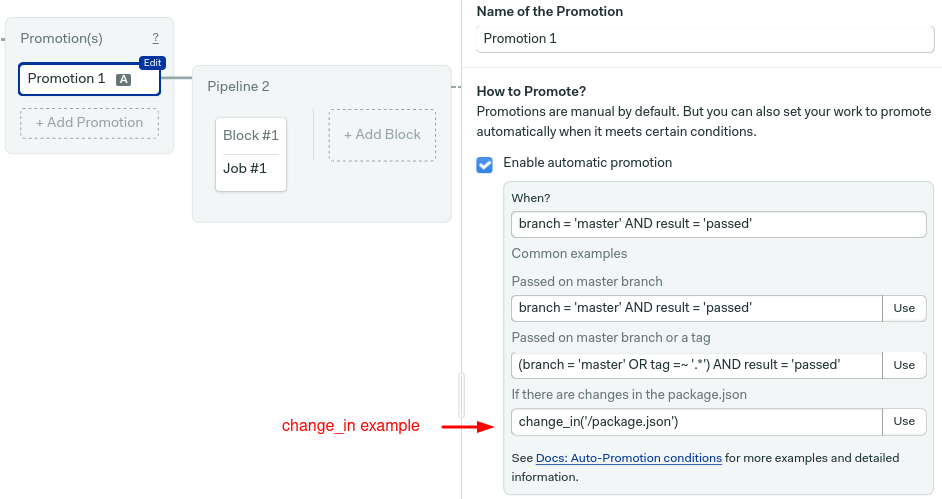 Promotion(s) ?
Edit
Promotion 1 A
+ Add Promotion
Pipeline 2
Block #1
Job #1
+ Add Block
change_in example
Name of the Promotion
Promotion 1
How to Promote?
Promotions are manual by default. But you can also set your work to promote
automatically when it meets certain conditions.
Enable automatic promotion
When?
branch = 'master' AND result = 'passed'
Common examples
Passed on master branch
branch = 'master' AND result = 'passed' Use
Passed on master branch or a tag
(branch = 'master' OR tag =~ '.*') AND result = 'passed' Use
If there are changes in the package.json
change_in('/package.json') Use
See Docs: Auto-Promotion conditions for more examples and detailed
information.